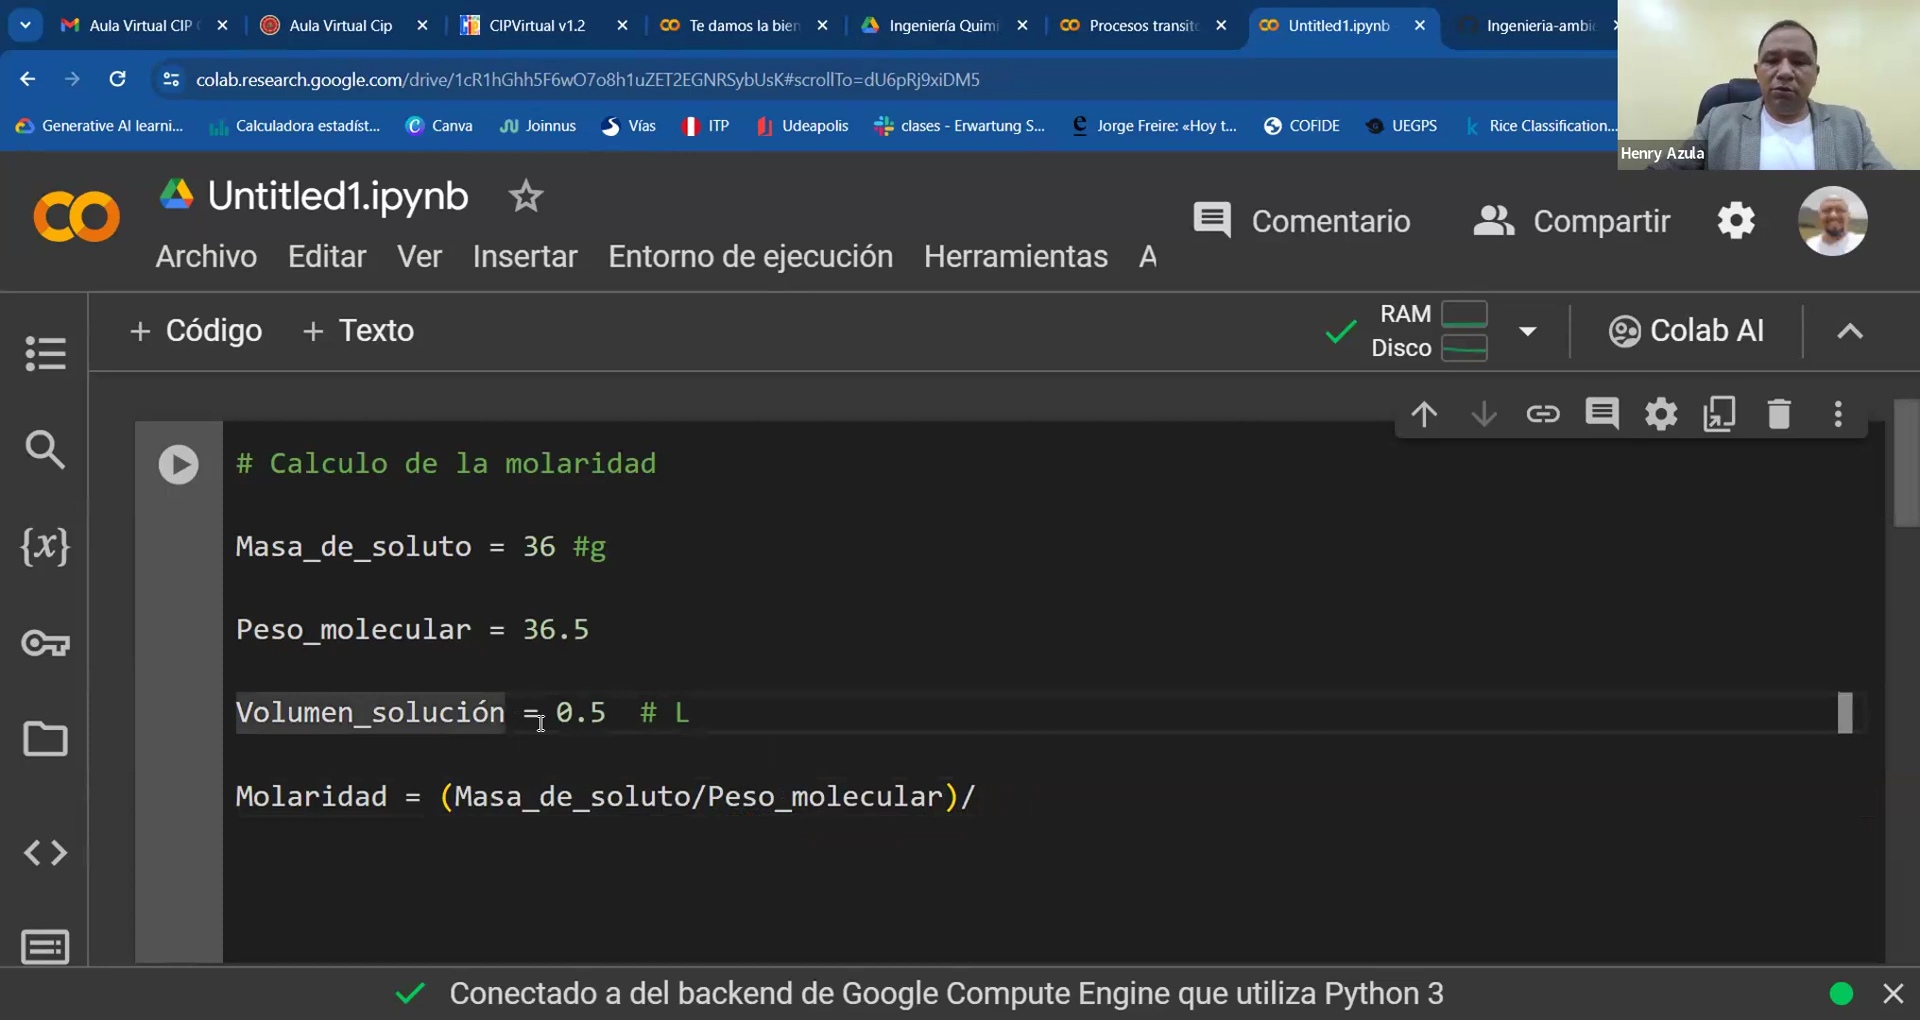 Aula Virtual CIP
Aula Virtual Cip
CIPVirtual v1.2
Te damos la bien
Ingeniería Quim
Procesos transito
Untitled1.ipynb
Ingenieria-ambie
colab.research.google.com/drive/1cR1hGhh5F6wO7o8h1uZET2EGNRSybUsK#scrollTo=dU6pRj9xiDM5
Generative AI learni...
Calculadora estadíst...
Canva
Joinnus
Vías
ITP
Udeapolis
clases - Erwartung S...
Jorge Freire: «Hoy t...
COFIDE
UEGPS
Rice Classification...
Henry Azula
Untitled1.ipynb
Comentario
Compartir
Archivo Editar Ver Insertar Entorno de ejecución Herramientas A
+ Código + Texto
RAM
Disco
Colab AI
# Calculo de la molaridad
Masa_de_soluto = 36 #g
Peso_molecular = 36.5
Volumen_solución = 0.5 # L
Molaridad = (Masa_de_soluto/Peso_molecular)/
{x}
Conectado a del backend de Google Compute Engine que utiliza Python 3